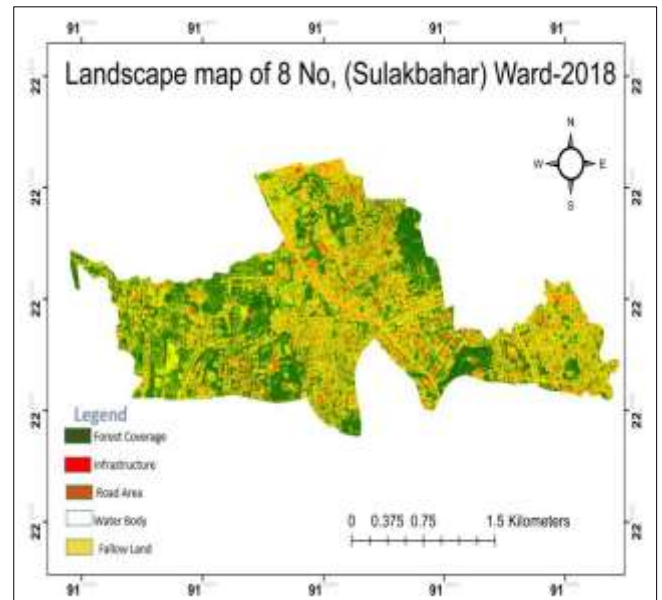 91 91 91 91 91
Landscape map of 8 No, (Sulakbahar) Ward-2018
N
W E
S
22 22
22 22
22 22
22 22
22 22
Legend
Forest Coverage
Infrastructure
Road Area
Water Body
Fallow Land
0 0.375 0.75 1.5 Kilometers
91 91 91 91 91